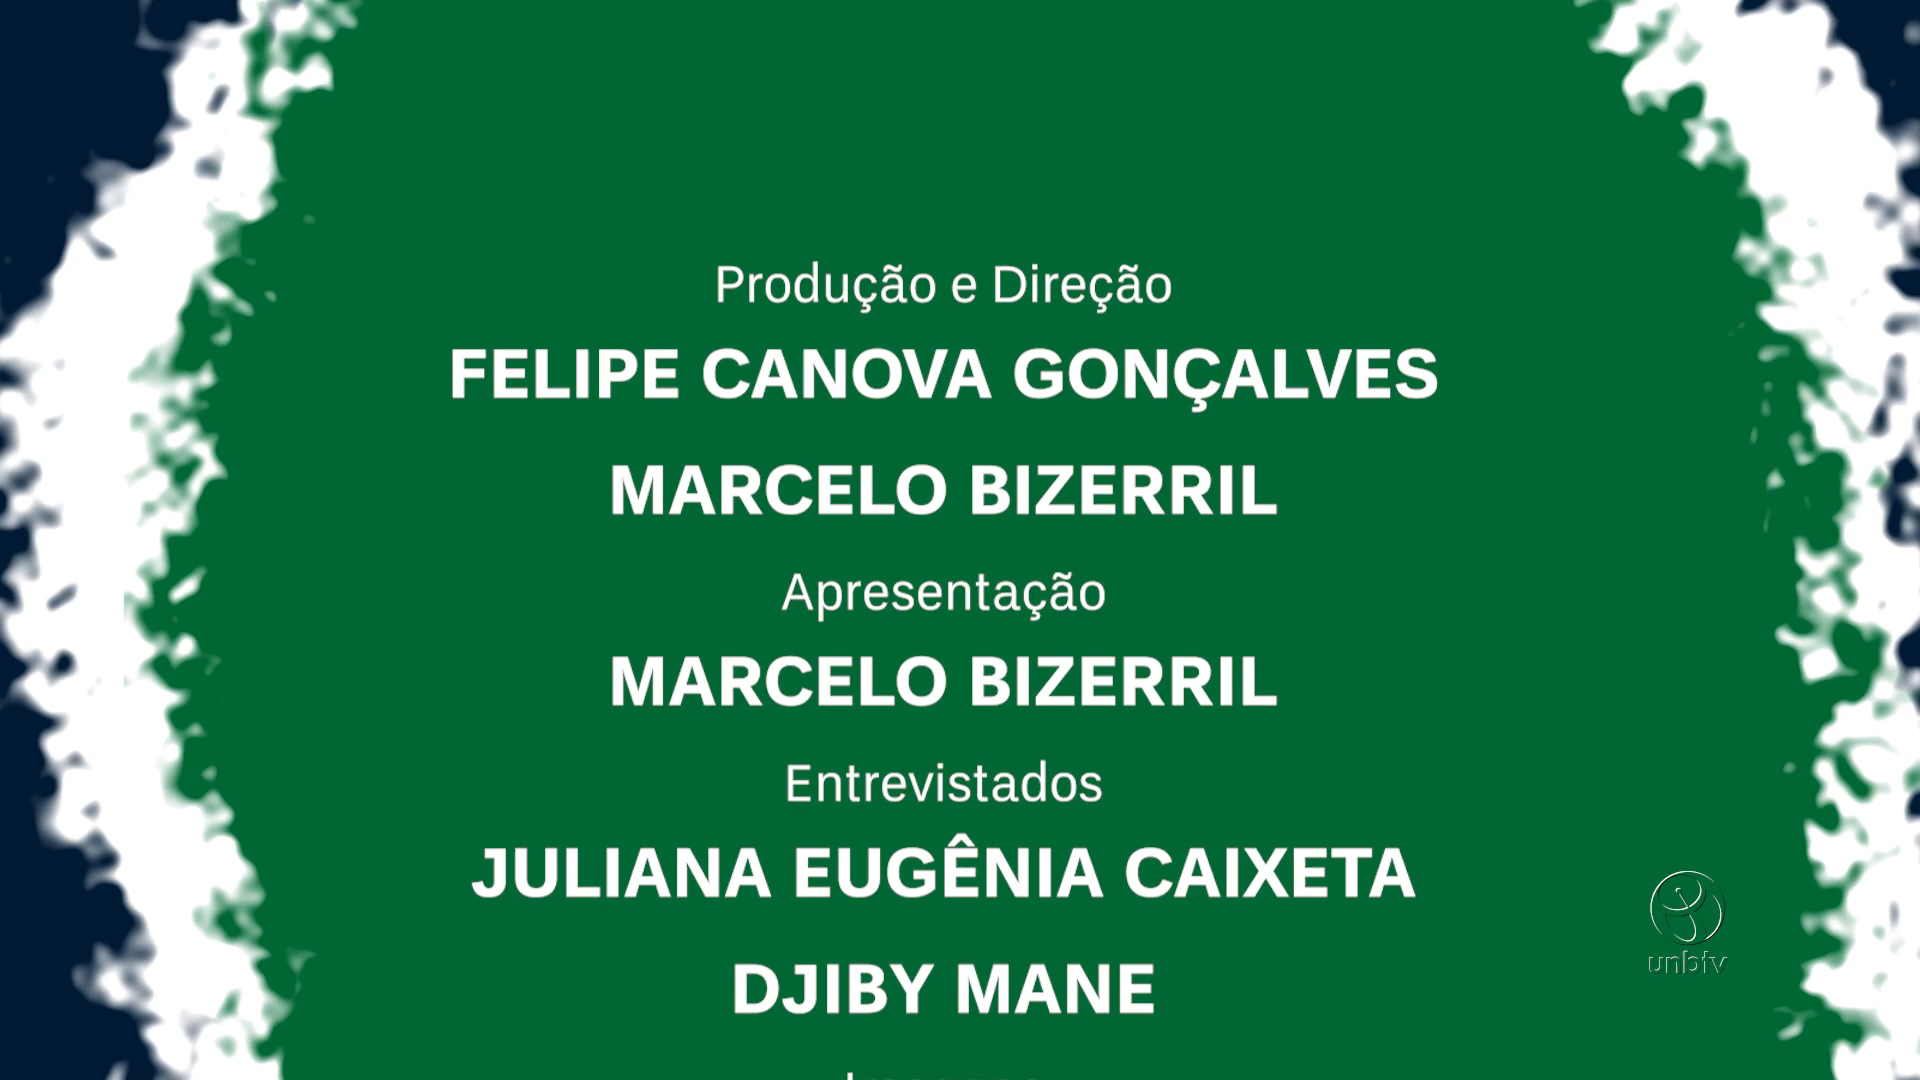 Produção e Direção
FELIPE CANOVA GONÇALVES
MARCELO BIZERRIL
Apresentação
MARCELO BIZERRIL
Entrevistados
JULIANA EUGÊNIA CAIXETA
DJIBY MANE
unbtv